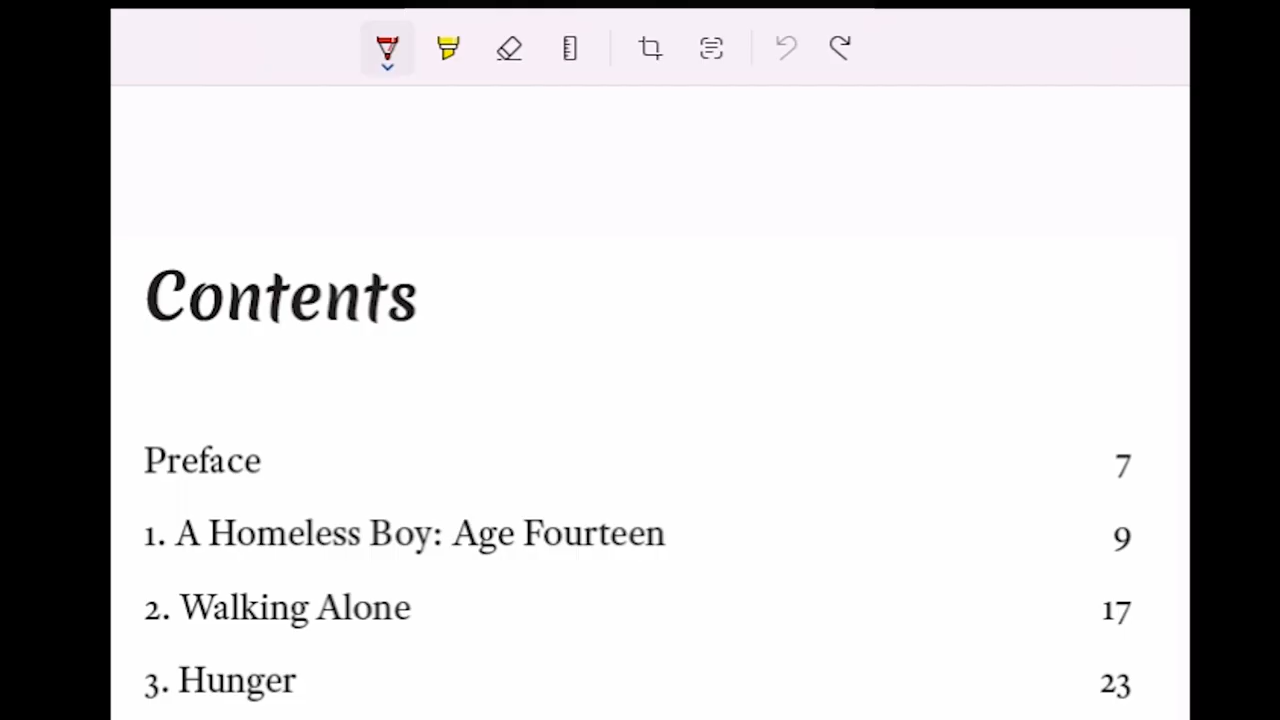 Contents
Preface 7
1. A Homeless Boy: Age Fourteen 9
2. Walking Alone 17
3. Hunger 23